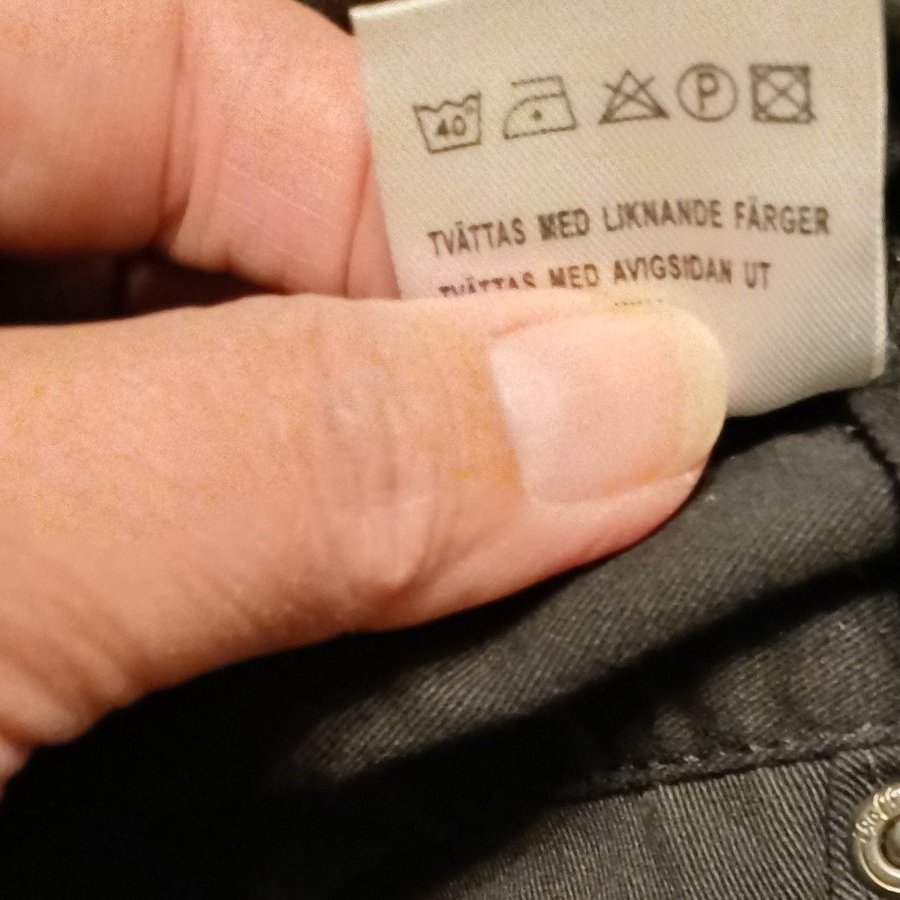 40 P
TVÄTTAS MED LIKNANDE FÄRGER
TVÄTTAS MED AVIGSIDAN UT